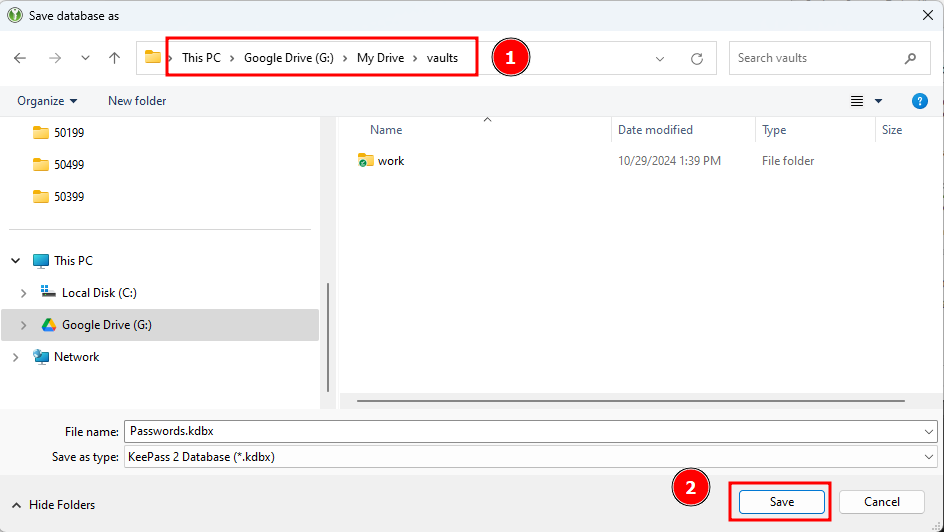 Save database as
This PC > Google Drive (G:) > My Drive > vaults
1
Search vaults
Organize
New folder
?
Name
Date modified
Type
Size
50199
work
10/29/2024 1:39 PM
File folder
50499
50399
This PC
Local Disk (C:)
Google Drive (G:)
Network
File name: Passwords.kdbx
Save as type: KeePass 2 Database (*.kdbx)
2
Hide Folders
Save
Cancel